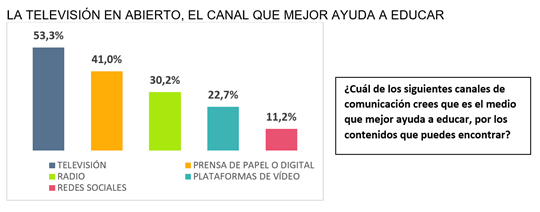 LA TELEVISIÓN EN ABIERTO, EL CANAL QUE MEJOR AYUDA A EDUCAR
53,3%
41,0%
30,2%
22,7%
11,2%
TELEVISIÓN
PRENSA DE PAPEL O DIGITAL
RADIO
PLATAFORMAS DE VÍDEO
REDES SOCIALES
¿Cuál de los siguientes canales de
comunicación crees que es el medio
que mejor ayuda a educar, por los
contenidos que puedes encontrar?